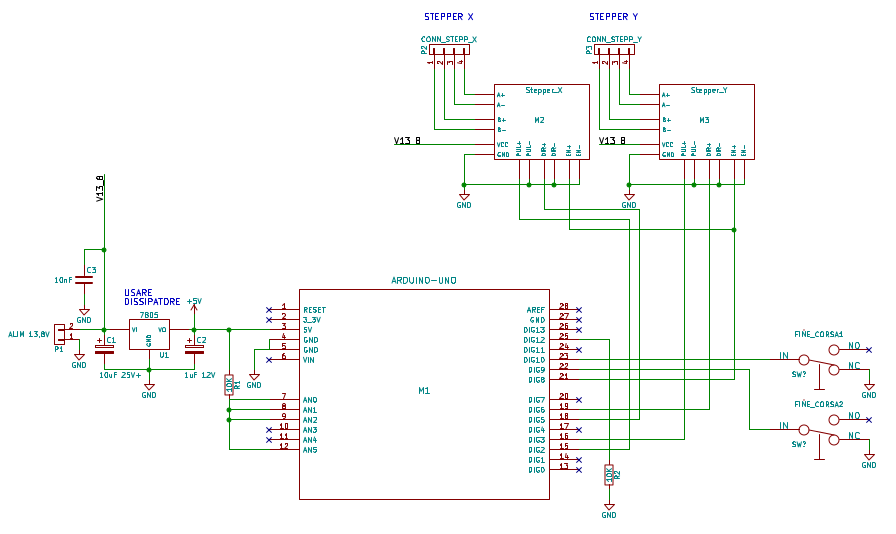 STEPPER X
STEPPER Y
CONN_STEPP_X
P2
1 2 3 4
CONN_STEPP_Y
P3
1 2 3 4
Stepper_X
A+
A-
B+
B-
VCC
GND
M2
PUL+ PUL- DIR+ DIR- EN+ EN-
V13_8
GND
Stepper_Y
A+
A-
B+
B-
VCC
GND
M3
PUL+ PUL- DIR+ DIR- EN+ EN-
V13_8
GND
V13_8
C3
10nF
GND
USARE
DISSIPATORE
+5V
7805
VI VO
GND
U1
ALIM 13,8V
2
1
P1
GND
C1
10uF 25V+
C2
1uF 12V
GND
10K
R1
GND
ARDUINO-UNO
M1
1 RESET
2 3_3V
3 5V
4 GND
5 GND
6 VIN
7 AN0
8 AN1
9 AN2
10 AN3
11 AN4
12 AN5
AREF 28
GND 27
DIG13 26
DIG12 25
DIG11 24
DIG10 23
DIG9 22
DIG8 21
DIG7 20
DIG6 19
DIG5 18
DIG4 17
DIG3 16
DIG2 15
DIG1 14
DIG0 13
10K
R2
GND
FINE_CORSA1
IN
NO
NC
SW?
GND
FINE_CORSA2
IN
NO
NC
SW?
GND